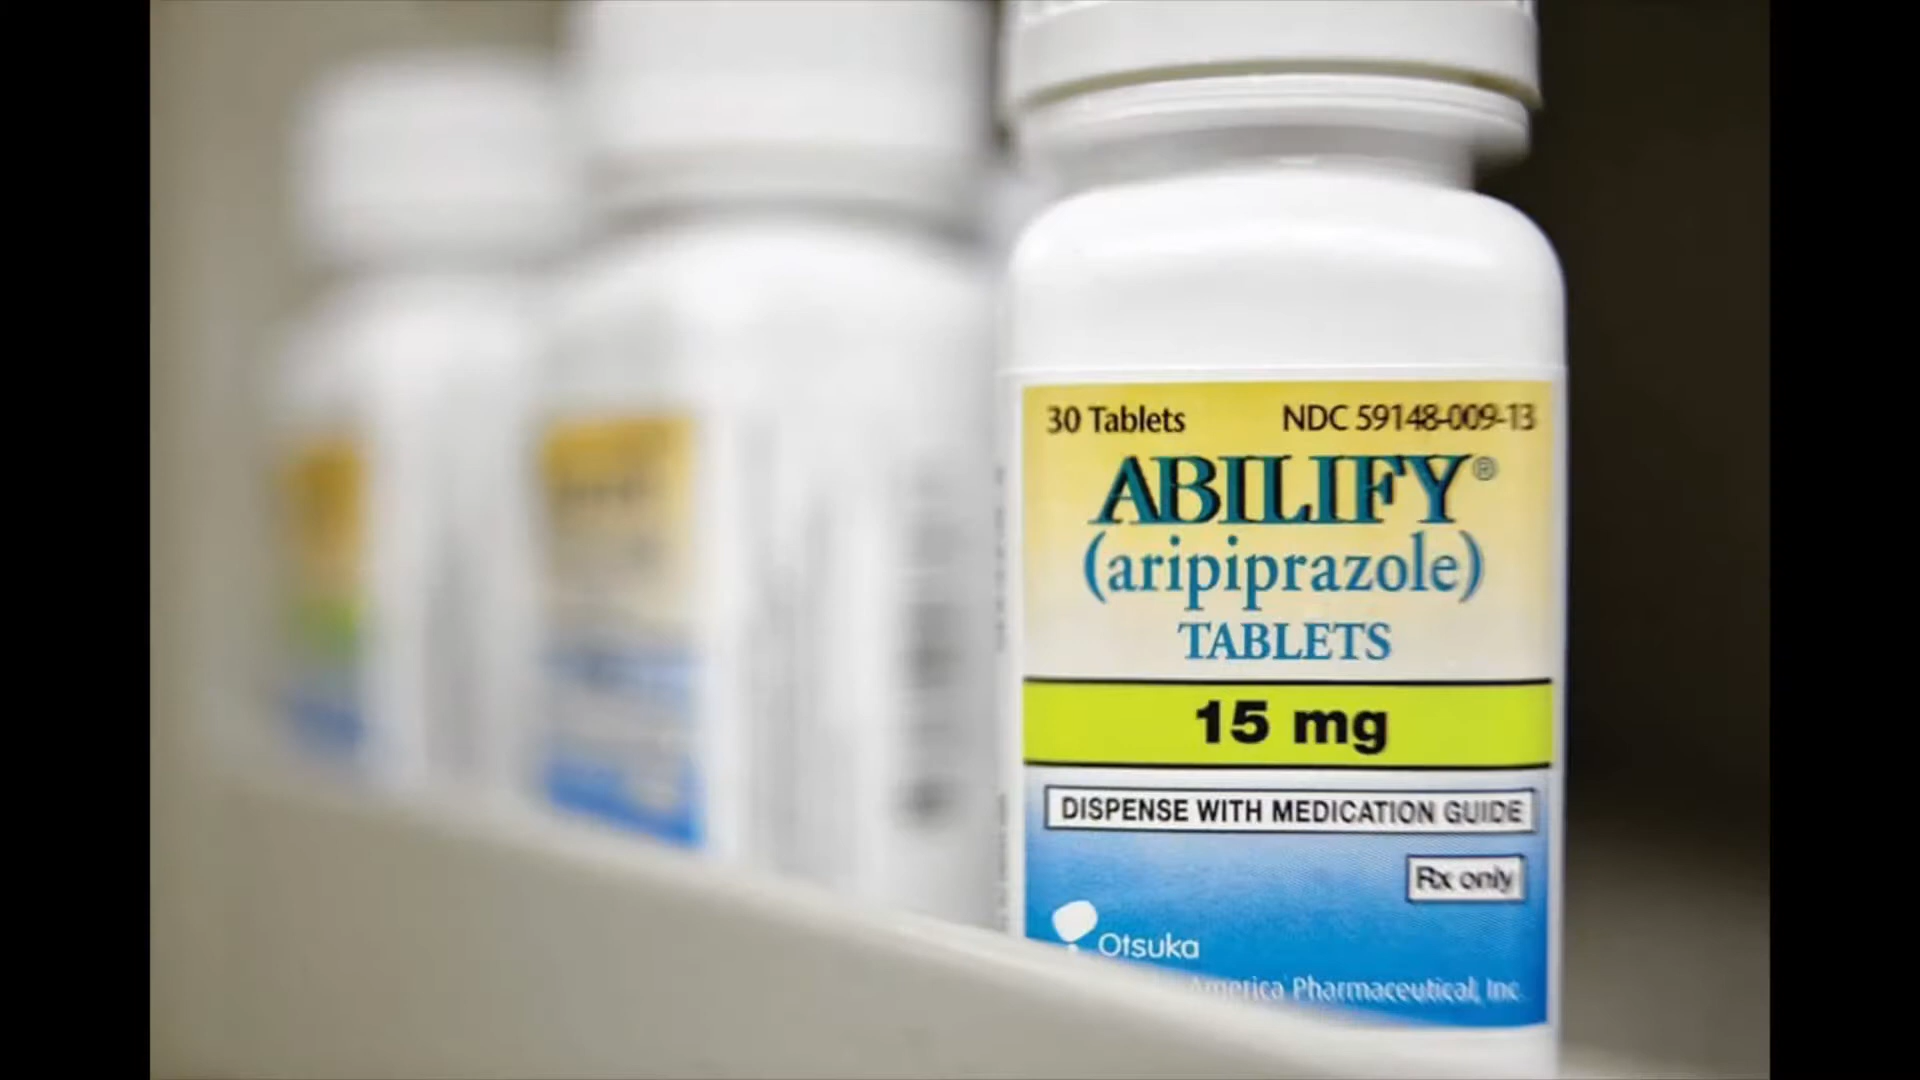 30 Tablets NDC 59148-009-13
ABILIFY®
(aripiprazole)
TABLETS
15 mg
DISPENSE WITH MEDICATION GUIDE
Rx only
Otsuka
America Pharmaceutical, Inc.